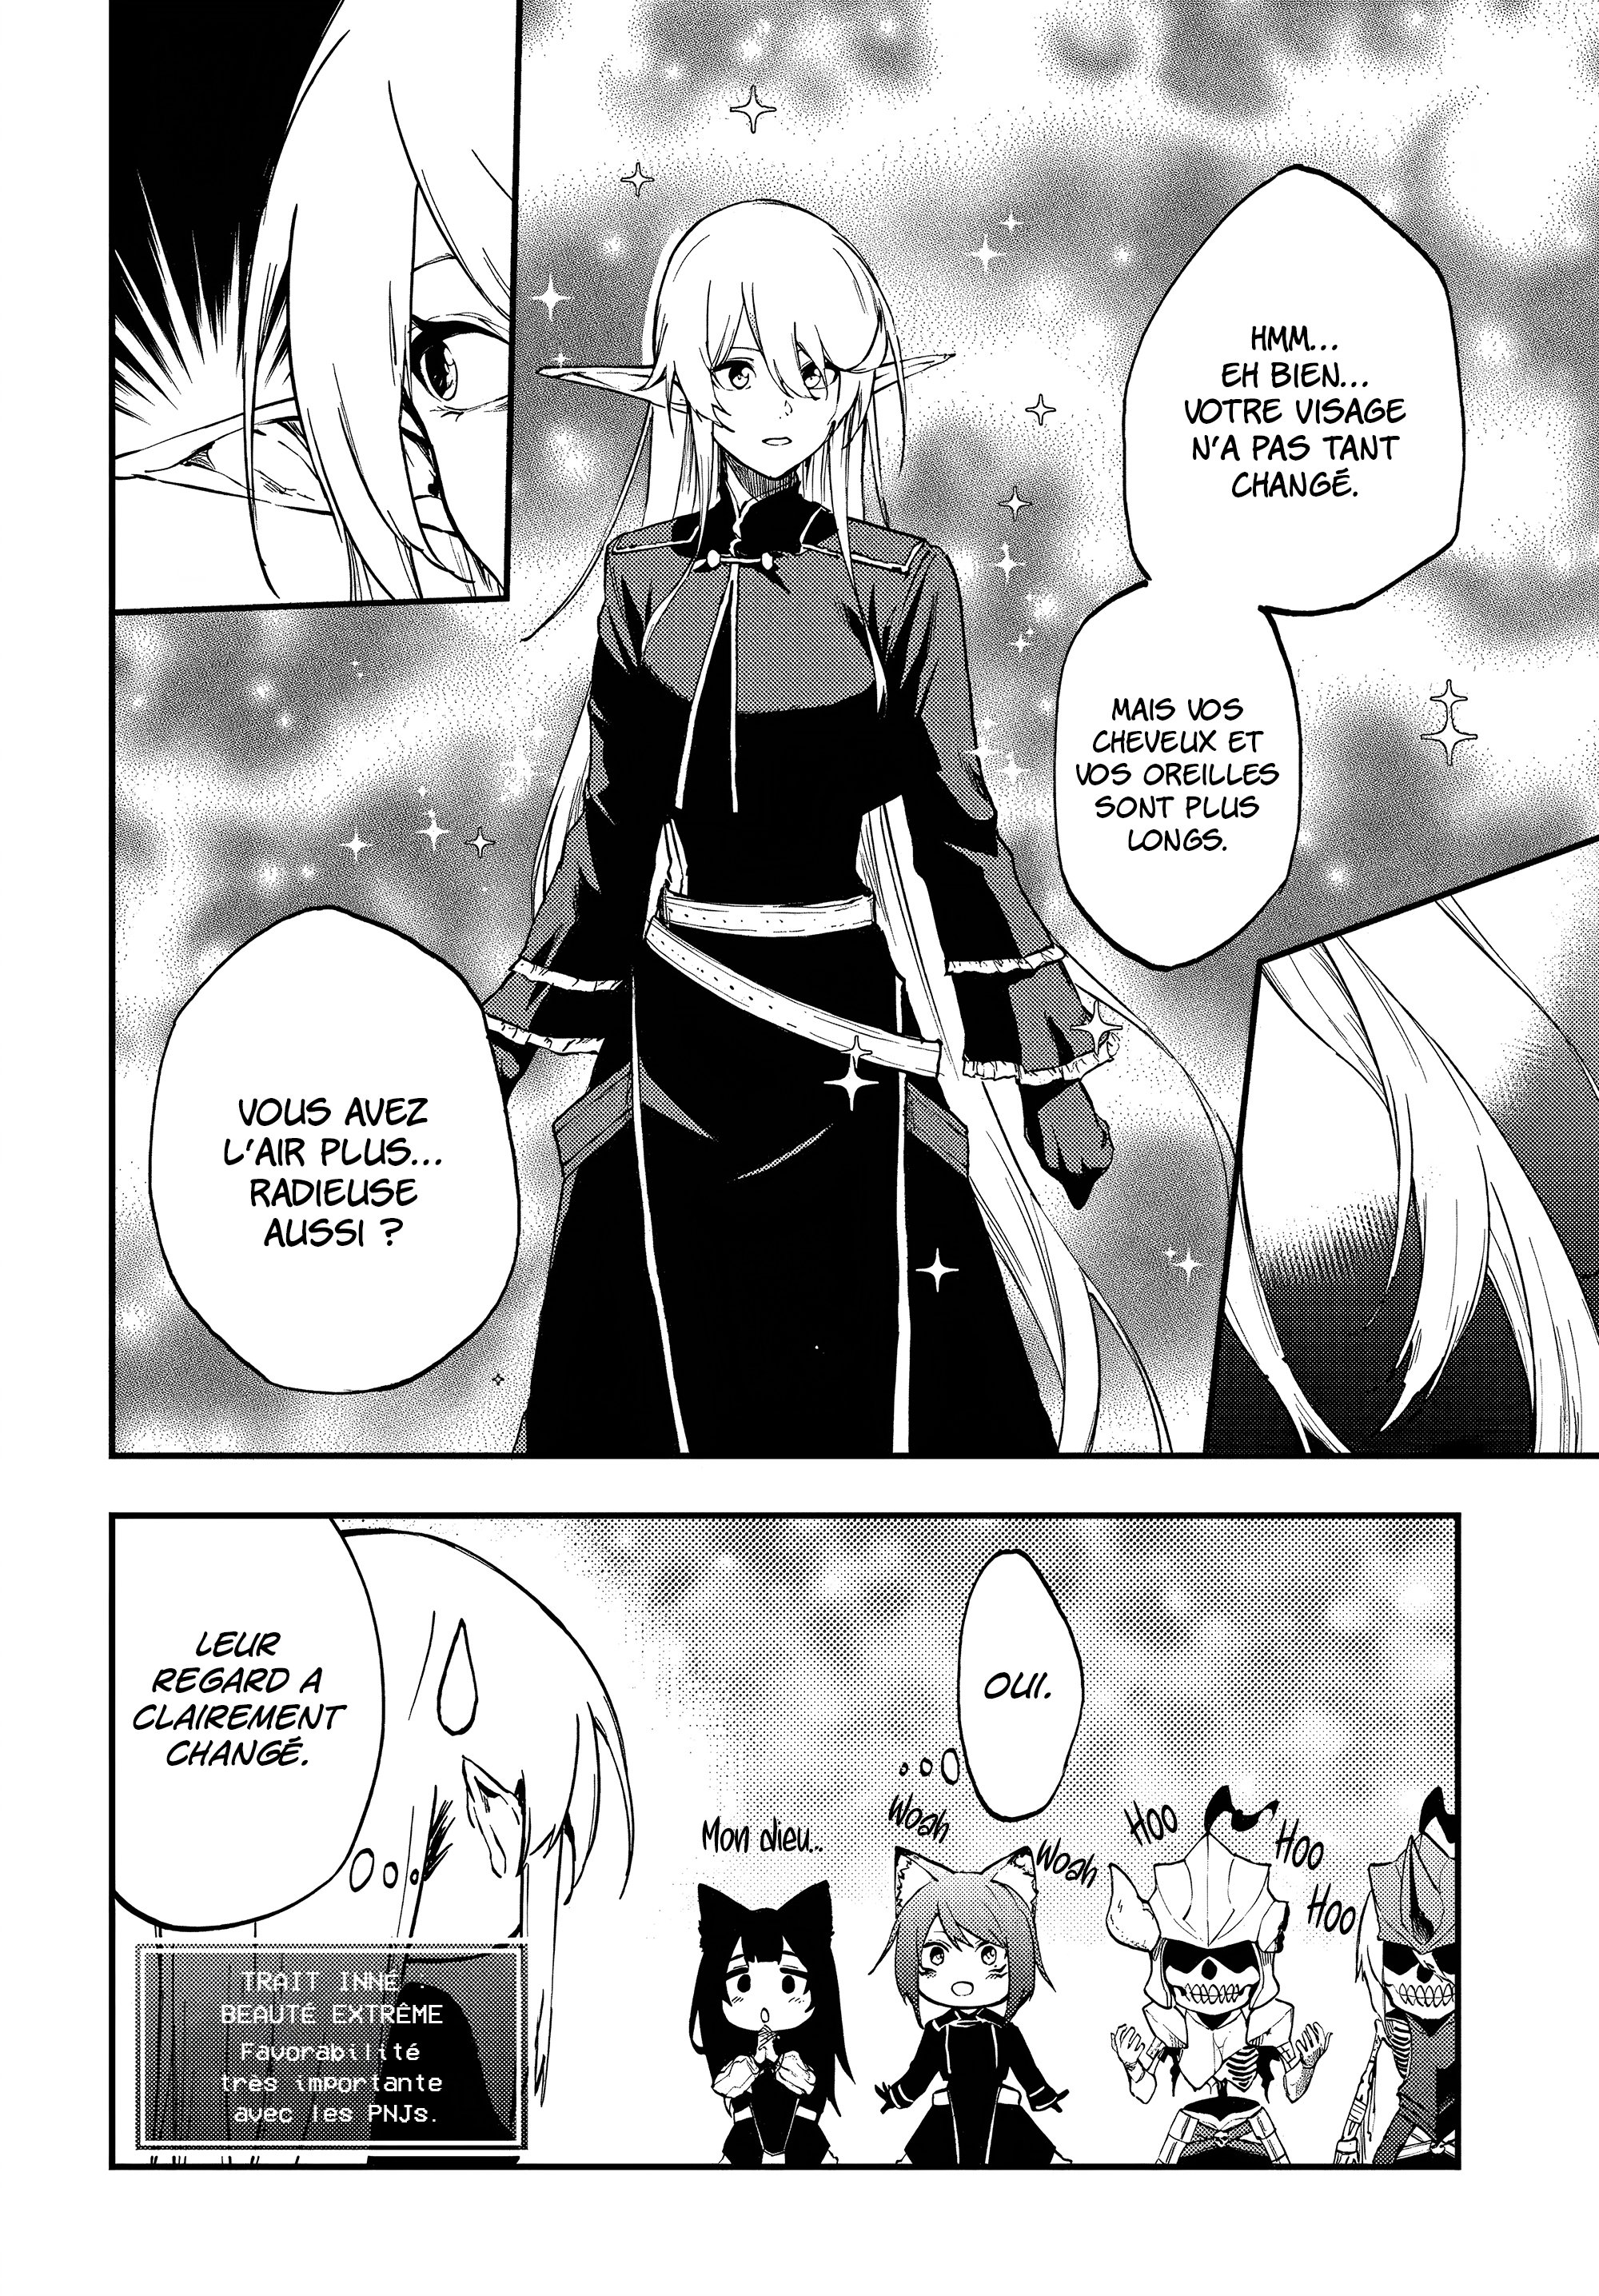 HMM...
EH BIEN...
VOTRE VISAGE
N'A PAS TANT
CHANGÉ.
MAIS VOS
CHEVEUX ET
VOS OREILLES
SONT PLUS
LONGS.
VOUS AVEZ
L'AIR PLUS...
RADIEUSE
AUSSI ?
OUI.
HOO
HOO
HOO
Woah
Woah
Mon dieu...
LEUR
REGARD A
CLAIREMENT
CHANGÉ.
TRAIT INNE :
BEAUTÉ EXTRÊME
Favorabilité
très importante
avec les PNJs.